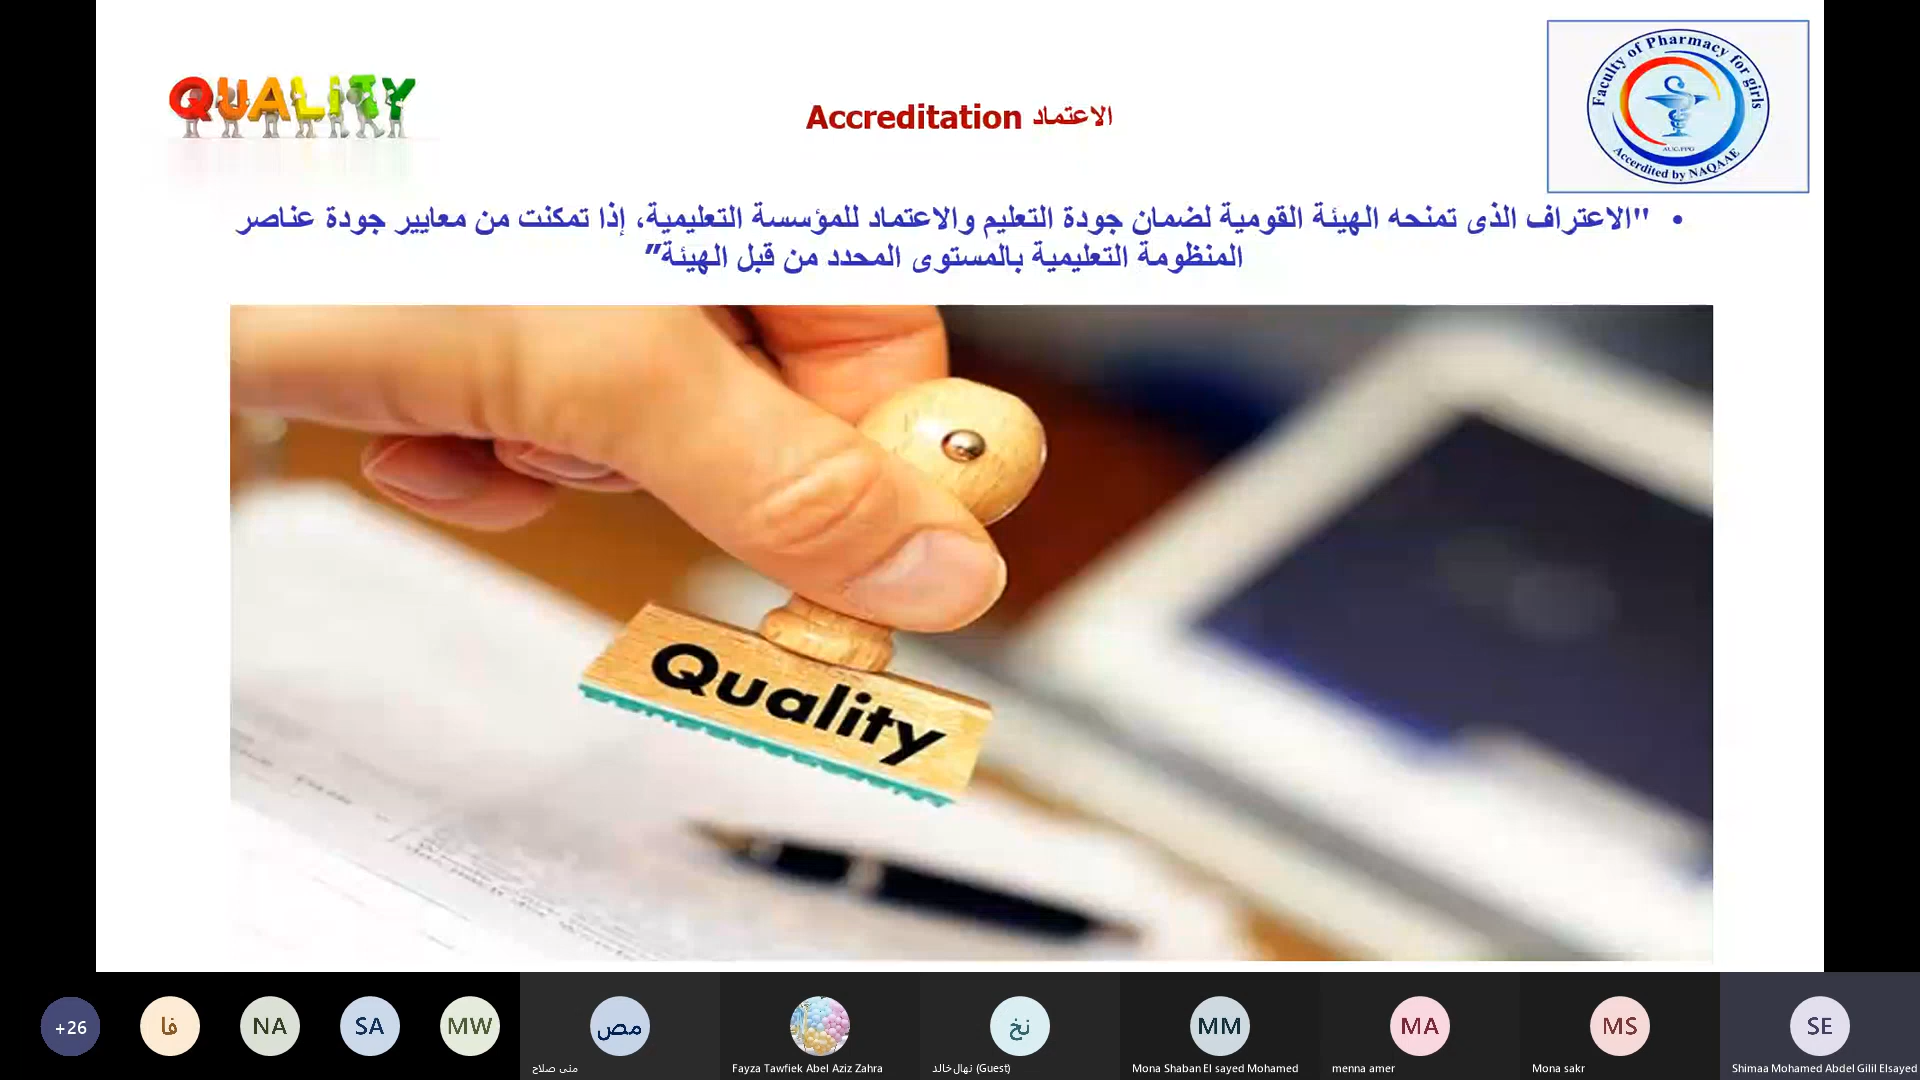 QUALITY
الاعتماد Accreditation
Faculty of Pharmacy for girls
AUG.FPG
Accerdited by NAQAAE
• "الاعتراف الذى تمنحه الهيئة القومية لضمان جودة التعليم والاعتماد للمؤسسة التعليمية، إذا تمكنت من معايير جودة عناصر
المنظومة التعليمية بالمستوى المحدد من قبل الهيئة”
Quality
+26
فا
NA
SA
MW
مص
نخ
MM
MA
MS
SE
منى صلاح
Fayza Tawfiek Abel Aziz Zahra
نهال خالد (Guest)
Mona Shaban El sayed Mohamed
menna amer
Mona sakr
Shimaa Mohamed Abdel Gilil Elsayed